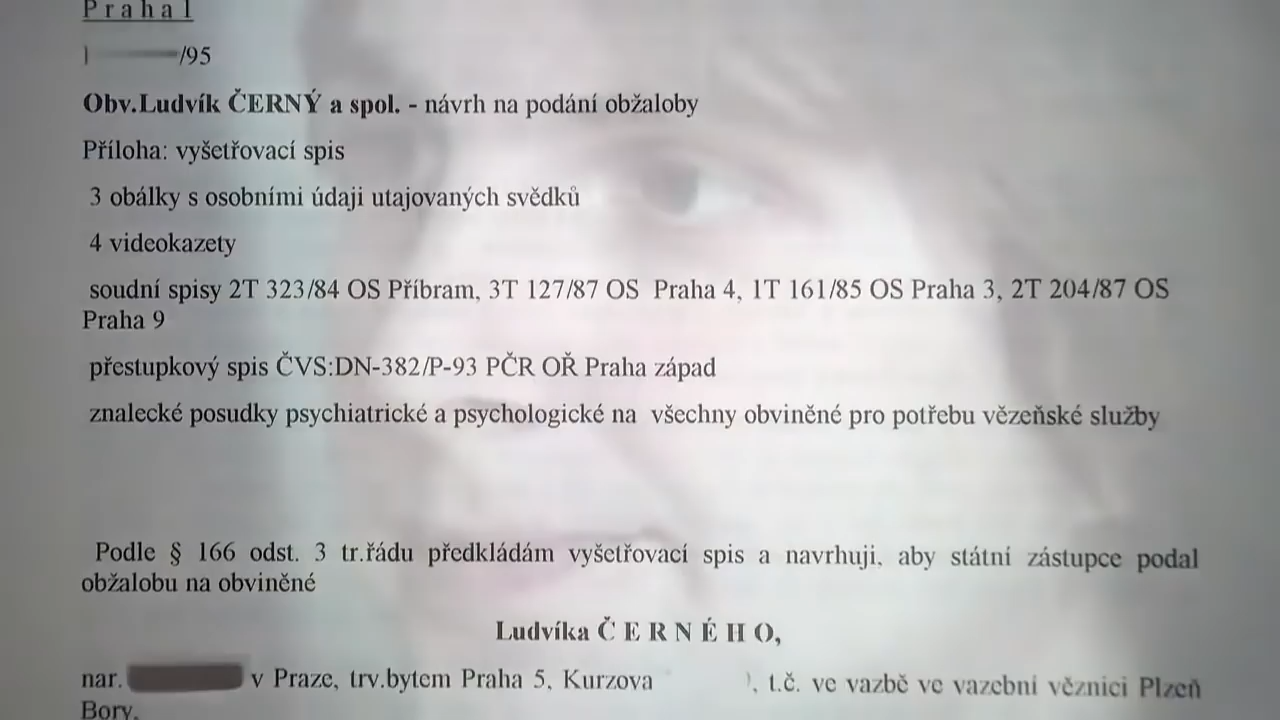 P r a h a 1
/95
Obv.Ludvík ČERNÝ a spol. - návrh na podání obžaloby
Příloha: vyšetřovací spis
3 obálky s osobními údaji utajovaných svědků
4 videokazety
soudní spisy 2T 323/84 OS Příbram, 3T 127/87 OS Praha 4, 1T 161/85 OS Praha 3, 2T 204/87 OS
Praha 9
přestupkový spis ČVS:DN-382/P-93 PČR OŘ Praha západ
znalecké posudky psychiatrické a psychologické na všechny obviněné pro potřebu vězeňské služby
Podle § 166 odst. 3 tr.řádu předkládám vyšetřovací spis a navrhuji, aby státní zástupce podal
obžalobu na obviněné
Ludvíka Č E R N É H O,
nar. v Praze, trv.bytem Praha 5, Kurzova , t.č. ve vazbě ve vazební věznici Plzeň
Bory,